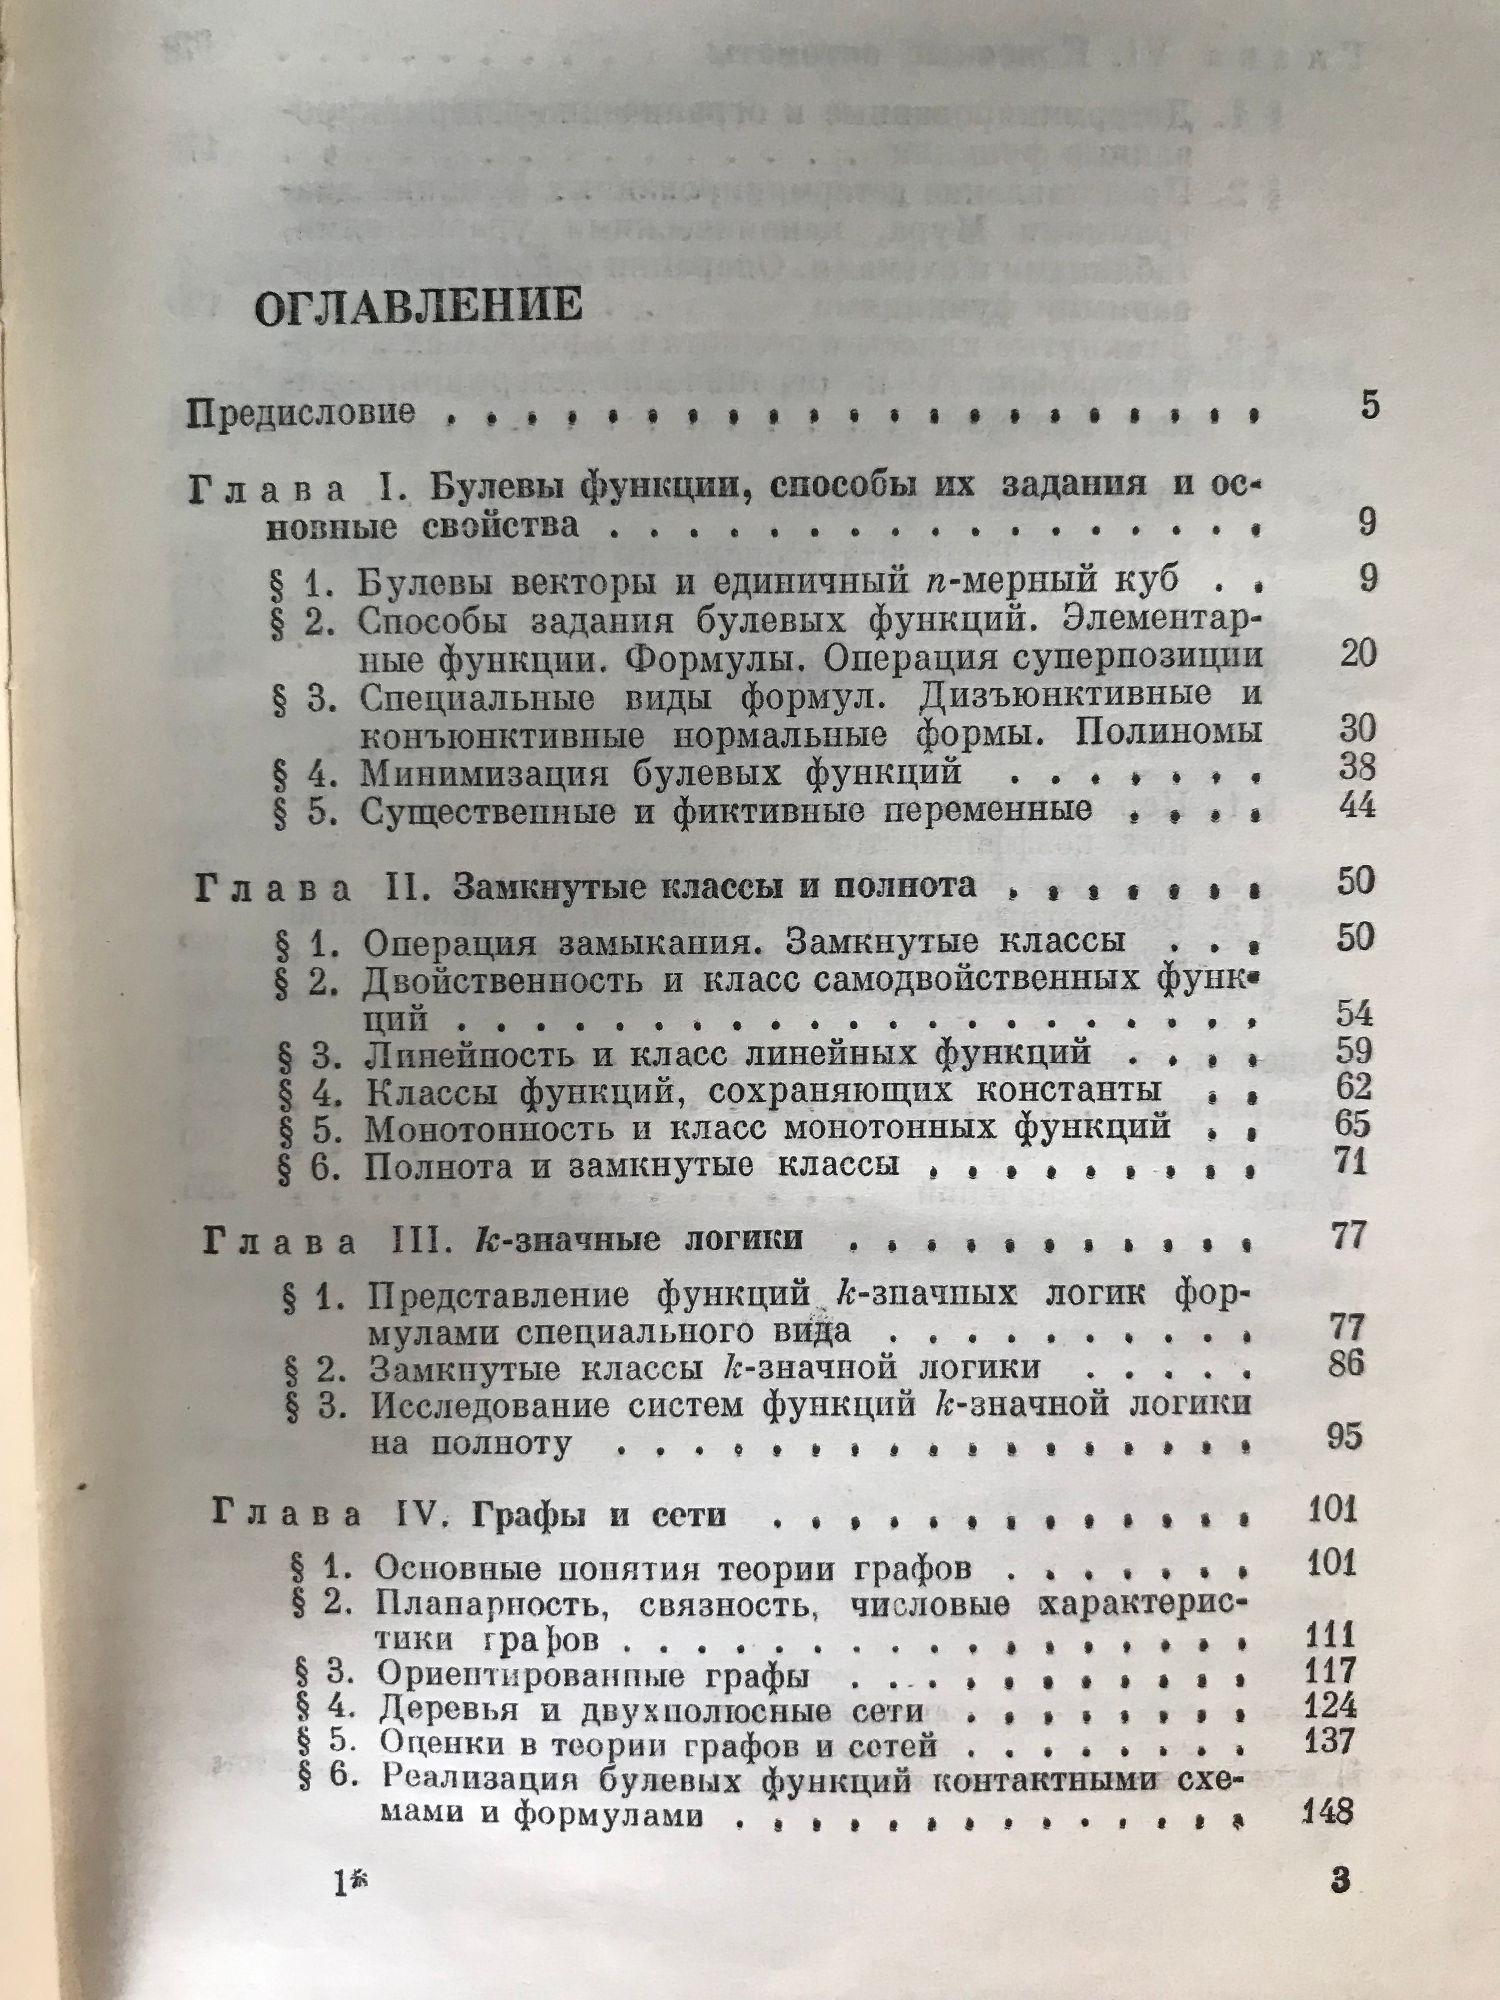 ОГЛАВЛЕНИЕ
Предисловие . . . . . . . . . . . . . . . . . . . . . 5
Глава I. Булевы функции, способы их задания и ос-
новные свойства . . . . . . . . . . . . . . . . . 9
§ 1. Булевы векторы и единичный n-мерный куб . . 9
§ 2. Способы задания булевых функций. Элементар-
ные функции. Формулы. Операция суперпозиции 20
§ 3. Специальные виды формул. Дизъюнктивные и
конъюнктивные нормальные формы. Полиномы 30
§ 4. Минимизация булевых функций . . . . . . . 38
§ 5. Существенные и фиктивные переменные . . . . 44
Глава II. Замкнутые классы и полнота . . . . . . . 50
§ 1. Операция замыкания. Замкнутые классы . . . 50
§ 2. Двойственность и класс самодвойственных функ-
ций . . . . . . . . . . . . . . . . . . . . . 54
§ 3. Линейность и класс линейных функций . . . . 59
§ 4. Классы функций, сохраняющих константы . . 62
§ 5. Монотонность и класс монотонных функций . . 65
§ 6. Полнота и замкнутые классы . . . . . . . . . 71
Глава III. k-значные логики . . . . . . . . . . . 77
§ 1. Представление функций k-значных логик фор-
мулами специального вида . . . . . . . . . . 77
§ 2. Замкнутые классы k-значной логики . . . . . 86
§ 3. Исследование систем функций k-значной логики
на полноту . . . . . . . . . . . . . . . . . 95
Глава IV. Графы и сети . . . . . . . . . . . . . 101
§ 1. Основные понятия теории графов . . . . . . . 101
§ 2. Планарность, связность, числовые характерис-
тики графов . . . . . . . . . . . . . . . . . 111
§ 3. Ориентированные графы . . . . . . . . . . . 117
§ 4. Деревья и двухполюсные сети . . . . . . . . 124
§ 5. Оценки в теории графов и сетей . . . . . . . . 137
§ 6. Реализация булевых функций контактными схе-
мами и формулами . . . . . . . . . . . . . . 148
1* 3